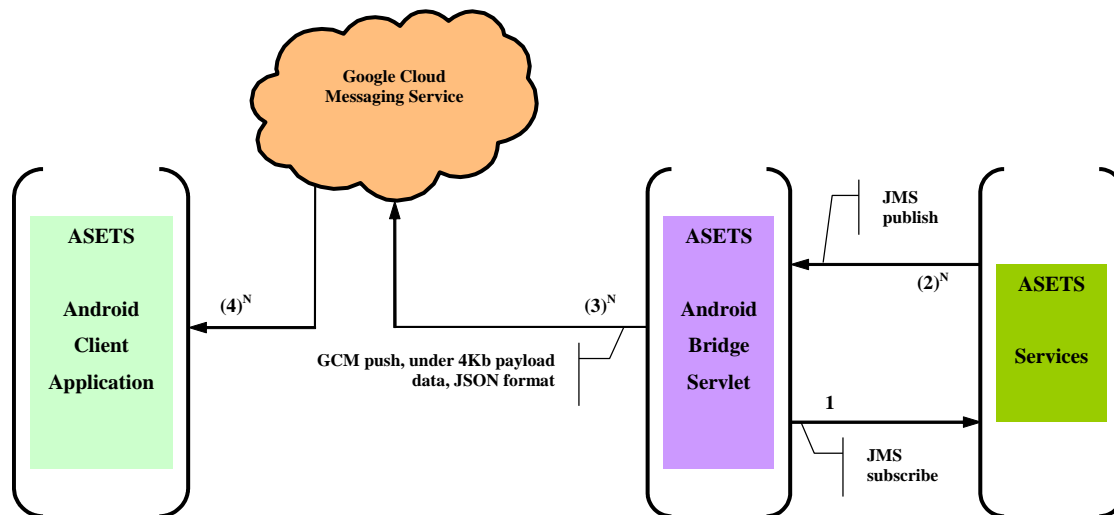 Google Cloud
Messaging Service
ASETS
Android
Client
Application
(4)N
(3)N
GCM push, under 4Kb payload
data, JSON format
ASETS
Android
Bridge
Servlet
JMS
publish
(2)N
1
JMS
subscribe
ASETS
Services